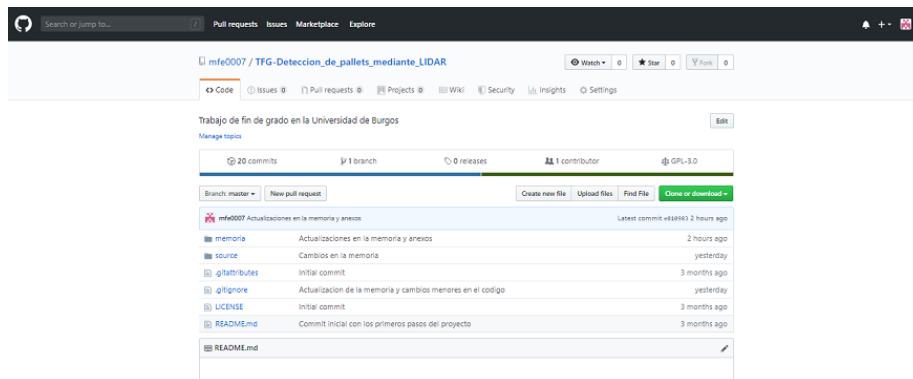 Search or jump to... / Pull requests Issues Marketplace Explore
mfe0007 / TFG-Deteccion_de_pallets_mediante_LIDAR Watch 0 Star 0 Fork 0
Code Issues 0 Pull requests 0 Projects 0 Wiki Security Insights Settings
Trabajo de fin de grado en la Universidad de Burgos Edit
Manage topics
20 commits 1 branch 0 releases 1 contributor GPL-3.0
Branch: master New pull request Create new file Upload files Find File Clone or download
mfe0007 Actualizaciones en la memoria y anexos Latest commit 2 hours ago
memoria Actualizaciones en la memoria y anexos 2 hours ago
source Cambios en la memoria yesterday
.gitattributes Initial commit 3 months ago
.gitignore Actualizacion de la memoria y cambios menores en el codigo yesterday
LICENSE Initial commit 3 months ago
README.md Commit inicial con los primeros pasos del proyecto 3 months ago
README.md